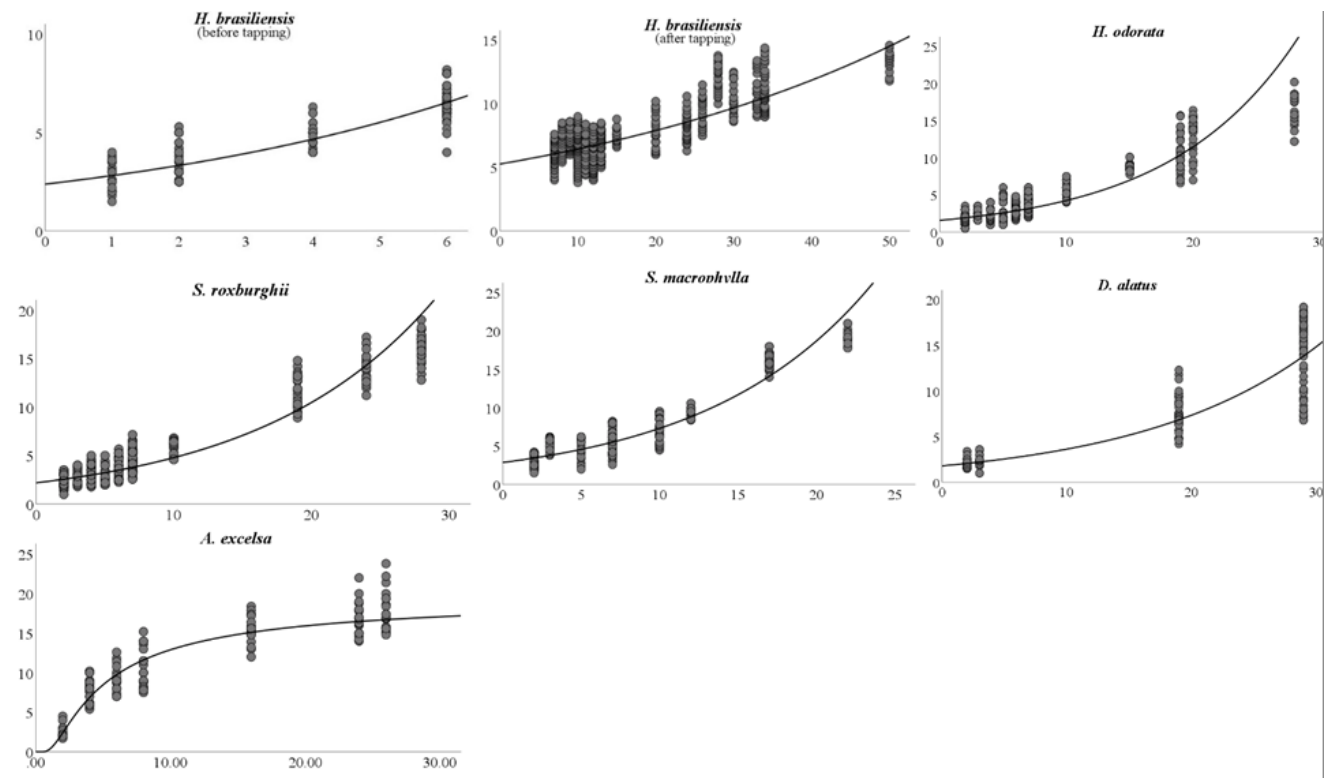 H. brasiliensis
(before tapping)
10
5
0
0 1 2 3 4 5 6
H. brasiliensis
(after tapping)
15
10
5
0
0 10 20 30 40 50
H. odorata
25
20
15
10
5
0
0 10 20 30
S. roxburghii
20
15
10
5
0
0 10 20 30
S. macrophylla
25
20
15
10
5
0
0 5 10 15 20 25
D. alatus
20
15
10
5
0
0 10 20 30
A. excelsa
25
20
15
10
5
0
.00 10.00 20.00 30.00